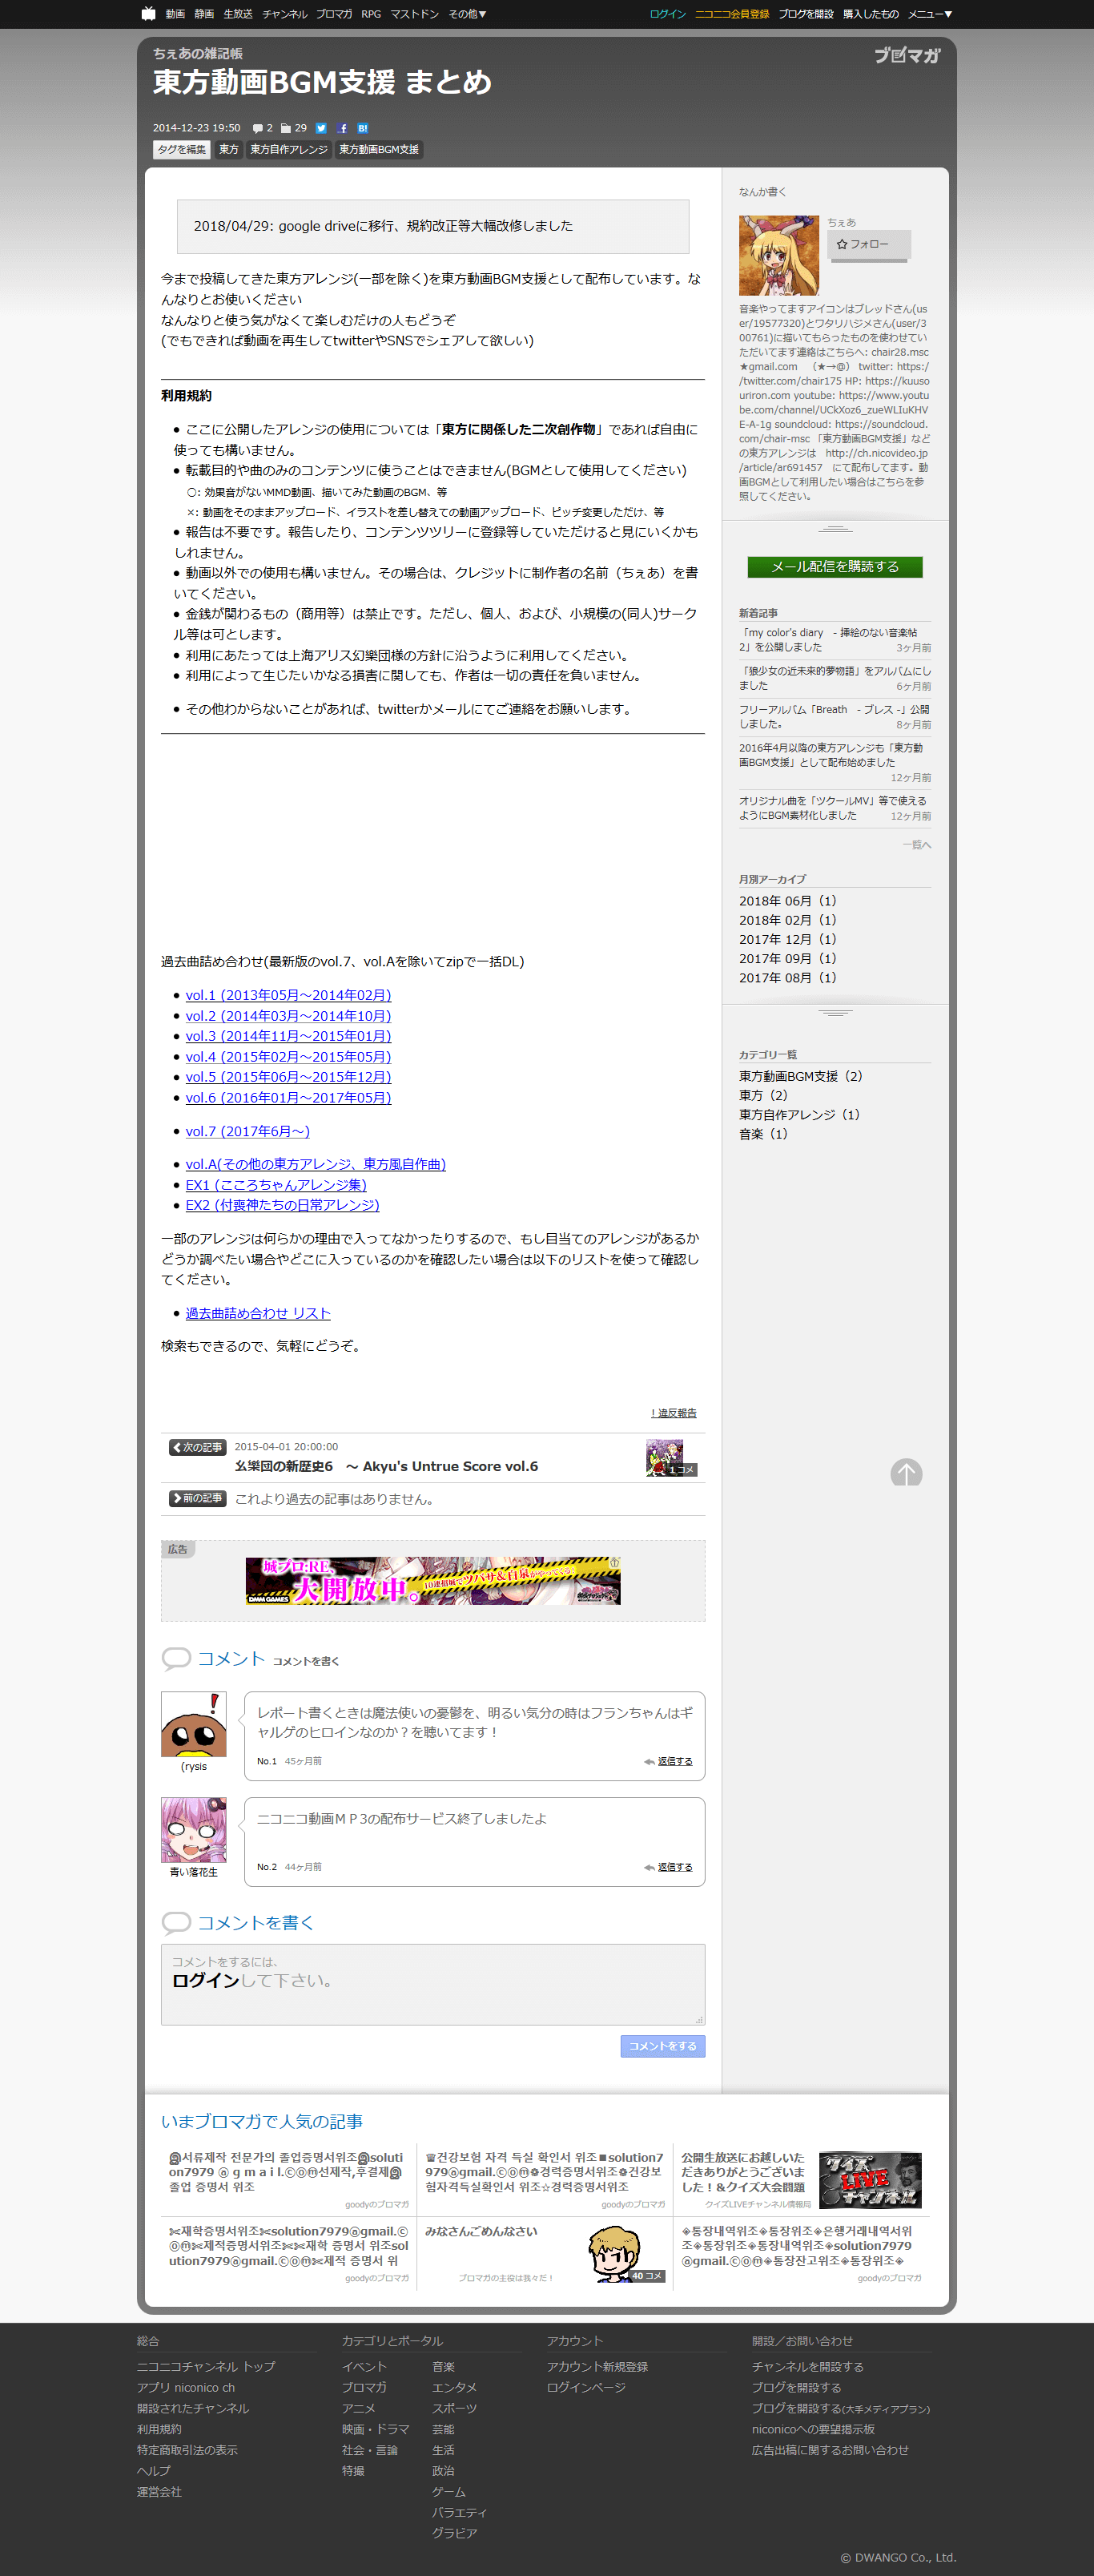 動画 静画 生放送 チャンネル ブロマガ RPG マストドン その他▼ ログイン ニコニコ会員登録 ブログを開設 購入したもの メニュー▼
ちぇあの雑記帳
ブロマガ
東方動画BGM支援 まとめ
2014-12-23 19:50 2 29
タグを編集 東方 東方自作アレンジ 東方動画BGM支援
2018/04/29: google driveに移行、規約改正等大幅改修しました
今まで投稿してきた東方アレンジ(一部を除く)を東方動画BGM支援として配布しています。な
んなりとお使いください
なんなりと使う気がなくて楽しむだけの人もどうぞ
(でもできれば動画を再生してtwitterやSNSでシェアして欲しい)
利用規約
● ここに公開したアレンジの使用については「東方に関係した二次創作物」であれば自由に
使っても構いません。
● 転載目的や曲のみのコンテンツに使うことはできません(BGMとして使用してください)
○: 効果音がないMMD動画、描いてみた動画のBGM、等
×: 動画をそのままアップロード、イラストを差し替えての動画アップロード、ピッチ変更しただけ、等
● 報告は不要です。報告したり、コンテンツツリーに登録等していただけると見にいくかも
しれません。
● 動画以外での使用も構いません。その場合は、クレジットに制作者の名前（ちぇあ）を書
いてください。
● 金銭が関わるもの（商用等）は禁止です。ただし、個人、および、小規模の(同人)サーク
ル等は可とします。
● 利用にあたっては上海アリス幻樂団様の方針に沿うように利用してください。
● 利用によって生じたいかなる損害に関しても、作者は一切の責任を負いません。
● その他わからないことがあれば、twitterかメールにてご連絡をお願いします。
過去曲詰め合わせ(最新版のvol.7、vol.Aを除いてzipで一括DL)
● vol.1 (2013年05月～2014年02月)
● vol.2 (2014年03月～2014年10月)
● vol.3 (2014年11月～2015年01月)
● vol.4 (2015年02月～2015年05月)
● vol.5 (2015年06月～2015年12月)
● vol.6 (2016年01月～2017年05月)
● vol.7 (2017年6月～)
● vol.A(その他の東方アレンジ、東方風自作曲)
● EX1 (こころちゃんアレンジ集)
● EX2 (付喪神たちの日常アレンジ)
一部のアレンジは何らかの理由で入ってなかったりするので、もし目当てのアレンジがあるか
どうか調べたい場合やどこに入っているのかを確認したい場合は以下のリストを使って確認し
てください。
● 過去曲詰め合わせ リスト
検索もできるので、気軽にどうぞ。
! 違反報告
次の記事 2015-04-01 20:00:00
幺樂団の新歴史6　～ Akyu's Untrue Score vol.6
1 コメ
前の記事 これより過去の記事はありません。
広告
城プロ:RE、
大開放中。
DMM GAMES
コメント コメントを書く
レポート書くときは魔法使いの憂鬱を、明るい気分の時はフランちゃんはギ
ャルゲのヒロインなのか？を聴いてます！
No.1 45ヶ月前 返信する
(rysis
ニコニコ動画ＭＰ3の配布サービス終了しましたよ
No.2 44ヶ月前 返信する
青い落花生
コメントを書く
コメントをするには、
ログインして下さい。
コメントをする
なんか書く
ちぇあ
フォロー
音楽やってますアイコンはブレッドさん(us
er/19577320)とワタリハジメさん(user/3
00761)に描いてもらったものを使わせてい
ただいてます連絡はこちらへ: chair28.msc
★gmail.com　（★→@） twitter: https:/
/twitter.com/chair175 HP: https://kuuso
uriron.com youtube: https://www.youtu
be.com/channel/UCkXoz6_zueWLIuKHV
E-A-1g soundcloud: https://soundcloud
.com/chair-msc 「東方動画BGM支援」など
の東方アレンジは　http://ch.nicovideo.jp
/article/ar691457　にて配布してます。動
画BGMとして利用したい場合はこちらを参
照してください。
メール配信を購読する
新着記事
「my color's diary　- 挿絵のない音楽帖
2」を公開しました 3ヶ月前
「狼少女の近未来的夢物語」をアルバムにし
ました 6ヶ月前
フリーアルバム「Breath　- ブレス -」公開
しました。 8ヶ月前
2016年4月以降の東方アレンジも「東方動
画BGM支援」として配布始めました
12ヶ月前
オリジナル曲を「ツクールMV」等で使える
ようにBGM素材化しました 12ヶ月前
一覧へ
月別アーカイブ
2018年 06月（1）
2018年 02月（1）
2017年 12月（1）
2017年 09月（1）
2017年 08月（1）
カテゴリ一覧
東方動画BGM支援（2）
東方（2）
東方自作アレンジ（1）
音楽（1）
いまブロマガで人気の記事
서류제작 전문가의 졸업증명서위조soluti
on7979 ⓐ g m a i l.ⓒⓞⓜ선제작,후결제
졸업 증명서 위조
goodyのブロマガ
♛건강보험 자격 득실 확인서 위조■solution7
979ⓐgmail.ⓒⓞⓜ❁경력증명서위조❁건강보
험자격득실확인서 위조☆경력증명서위조
goodyのブロマガ
公開生放送にお越しいた
だきありがとうございま
した！＆クイズ大会問題
クイズLIVEチャンネル情報局
クイズ
LIVE
チャンネル
✄재학증명서위조✄solution7979ⓐgmail.ⓒ
ⓞⓜ✄제적증명서위조✄✄재학 증명서 위조sol
ution7979ⓐgmail.ⓒⓞⓜ✄제적 증명서 위
goodyのブロマガ
みなさんごめんなさい
ブロマガの主役は我々だ！
40 コメ
◈통장내역위조◈통장위조◈은행거래내역서위
조◈통장위조◈통장내역위조◈solution7979
ⓐgmail.ⓒⓞⓜ◈통장잔고위조◈통장위조◈
goodyのブロマガ
総合
ニコニコチャンネル トップ
アプリ niconico ch
開設されたチャンネル
利用規約
特定商取引法の表示
ヘルプ
運営会社
カテゴリとポータル
イベント
ブロマガ
アニメ
映画・ドラマ
社会・言論
特撮
音楽
エンタメ
スポーツ
芸能
生活
政治
ゲーム
バラエティ
グラビア
アカウント
アカウント新規登録
ログインページ
開設／お問い合わせ
チャンネルを開設する
ブログを開設する
ブログを開設する(大手メディアプラン)
niconicoへの要望掲示板
広告出稿に関するお問い合わせ
© DWANGO Co., Ltd.